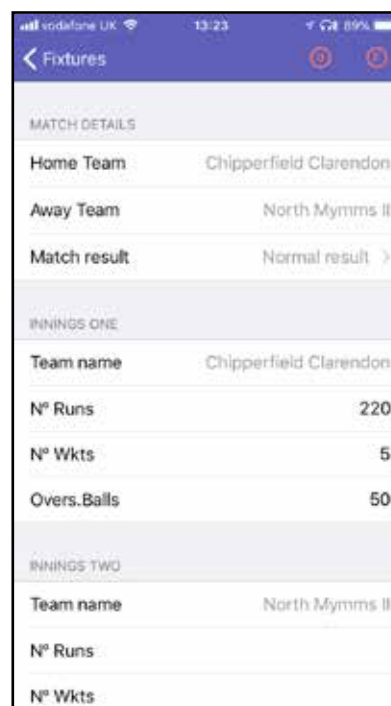 vodafone UK 13:23 89%
Fixtures
MATCH DETAILS
Home Team Chipperfield Clarendon
Away Team North Mymms II
Match result Normal result
INNINGS ONE
Team name Chipperfield Clarendon
Nº Runs 220
Nº Wkts 5
Overs.Balls 50
INNINGS TWO
Team name North Mymms II
Nº Runs
Nº Wkts